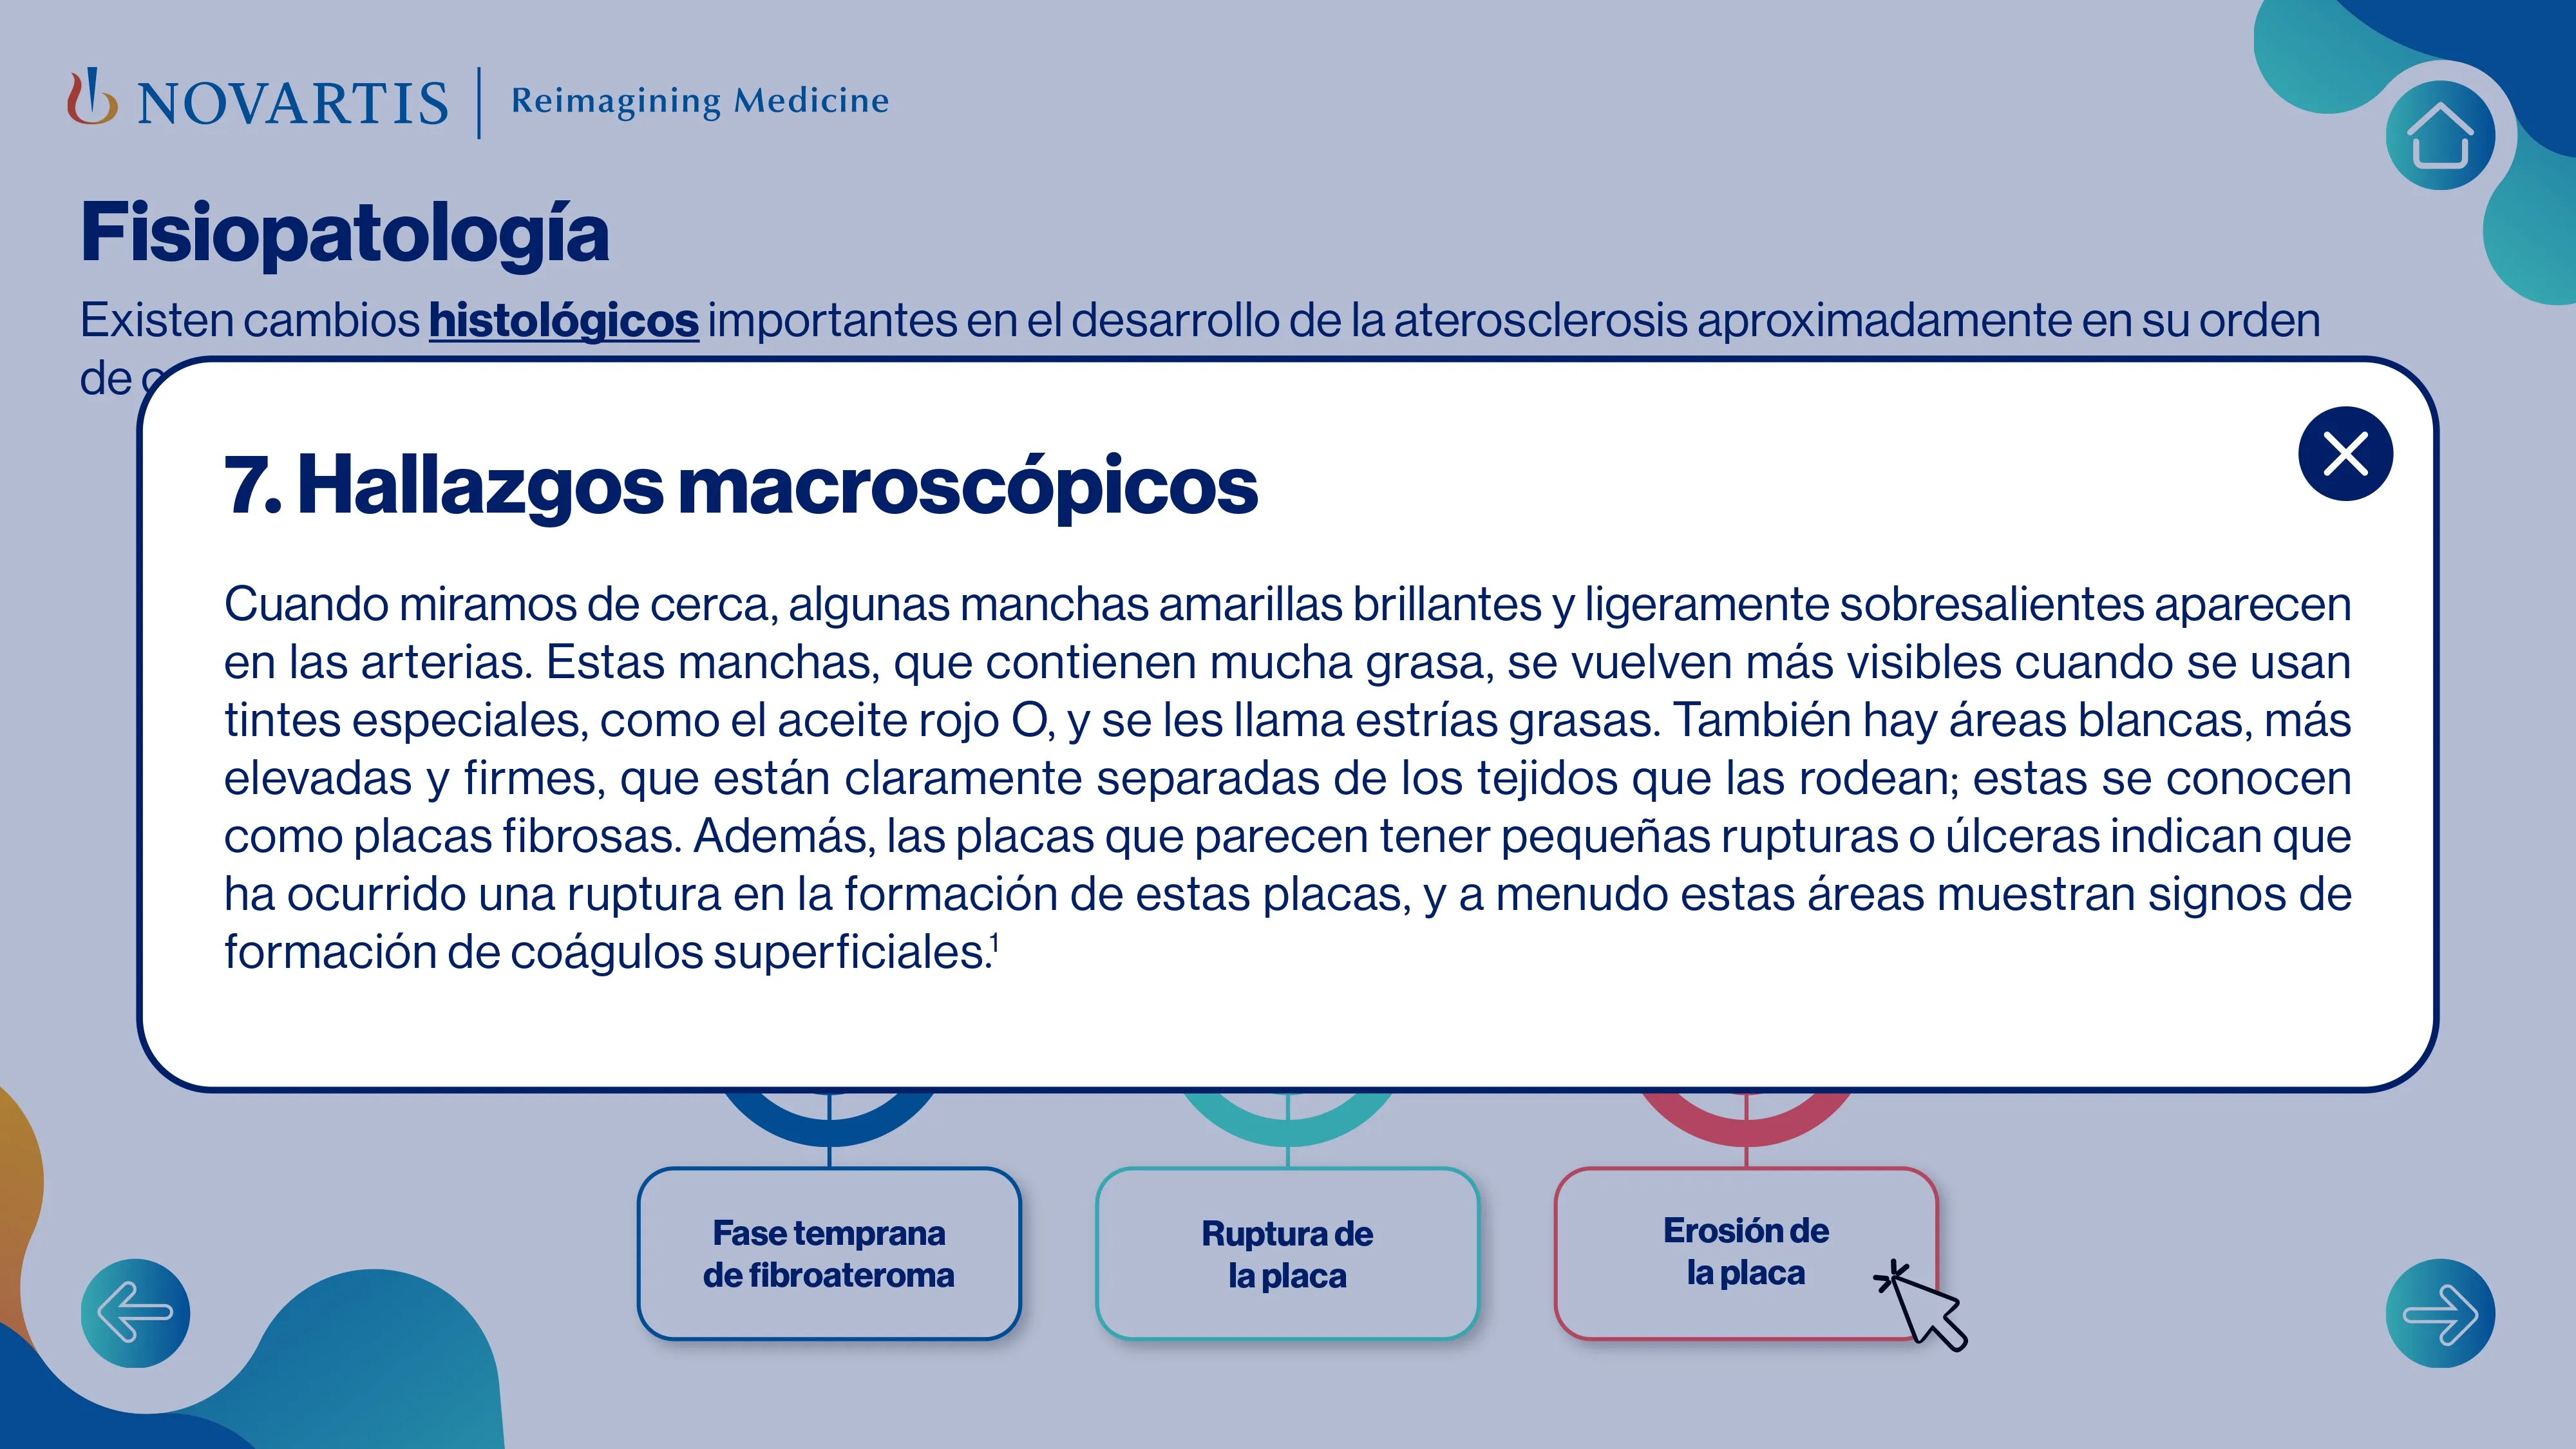 NOVARTIS | Reimagining Medicine
Fisiopatología
Existen cambios histológicos importantes en el desarrollo de la aterosclerosis aproximadamente en su orden
de
7. Hallazgos macroscópicos
Cuando miramos de cerca, algunas manchas amarillas brillantes y ligeramente sobresalientes aparecen
en las arterias. Estas manchas, que contienen mucha grasa, se vuelven más visibles cuando se usan
tintes especiales, como el aceite rojo O, y se les llama estrías grasas. También hay áreas blancas, más
elevadas y firmes, que están claramente separadas de los tejidos que las rodean; estas se conocen
como placas fibrosas. Además, las placas que parecen tener pequeñas rupturas o úlceras indican que
ha ocurrido una ruptura en la formación de estas placas, y a menudo estas áreas muestran signos de
formación de coágulos superficiales.¹
Fase temprana
de fibroateroma
Ruptura de
la placa
Erosión de
la placa